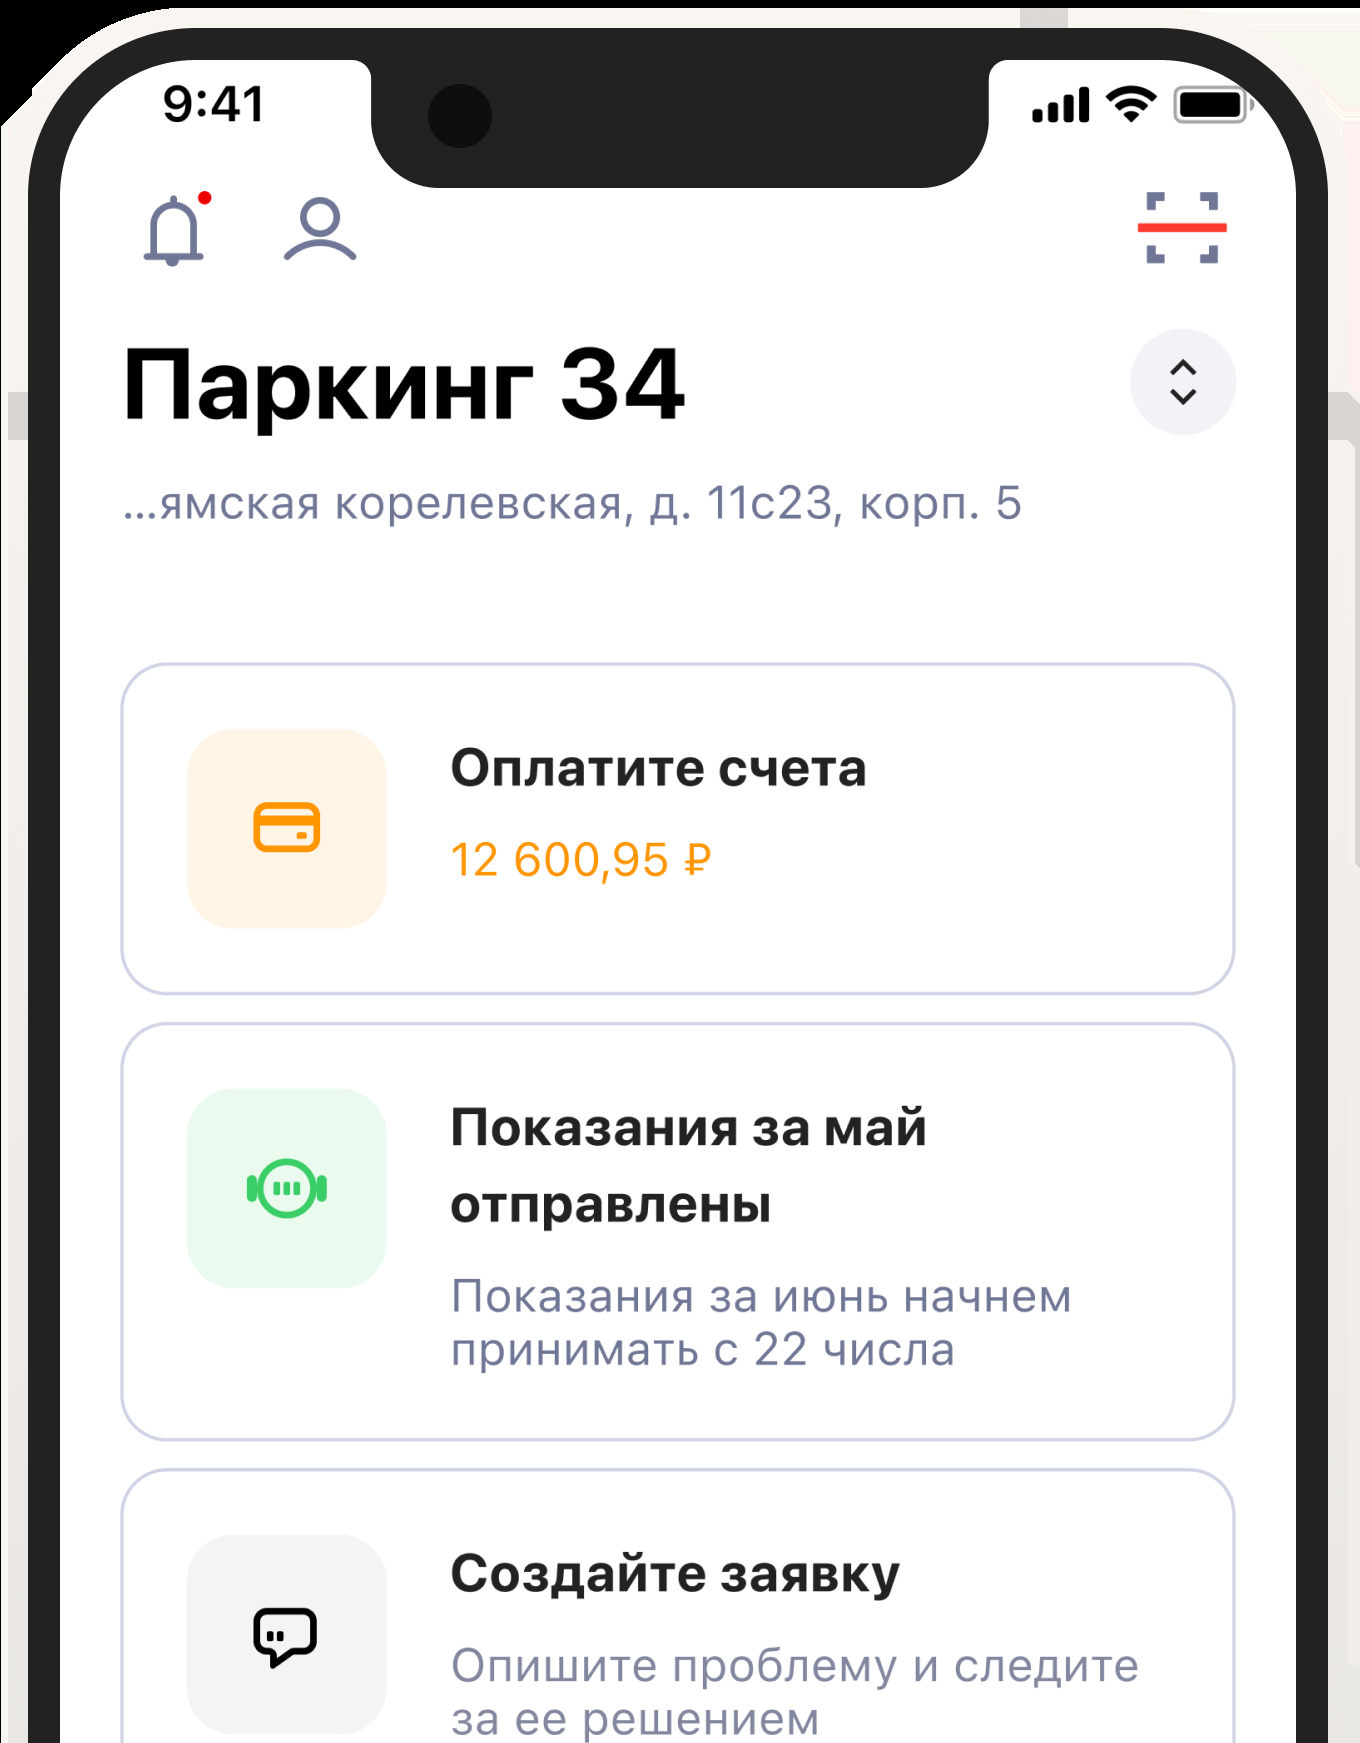 9:41
Паркинг 34
...ямская корелевская, д. 11с23, корп. 5
Оплатите счета
12 600,95 ₽
Показания за май
отправлены
Показания за июнь начнем
принимать с 22 числа
Создайте заявку
Опишите проблему и следите
за ее решением